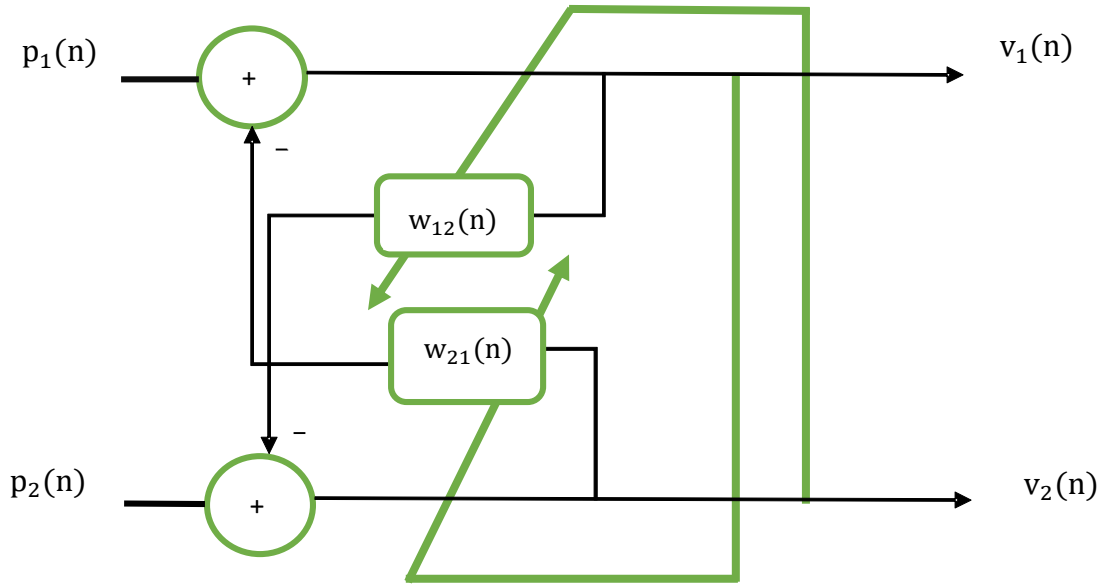 p₁(n)
+
v₁(n)
−
w₁₂(n)
w₂₁(n)
−
p₂(n)
+
v₂(n)